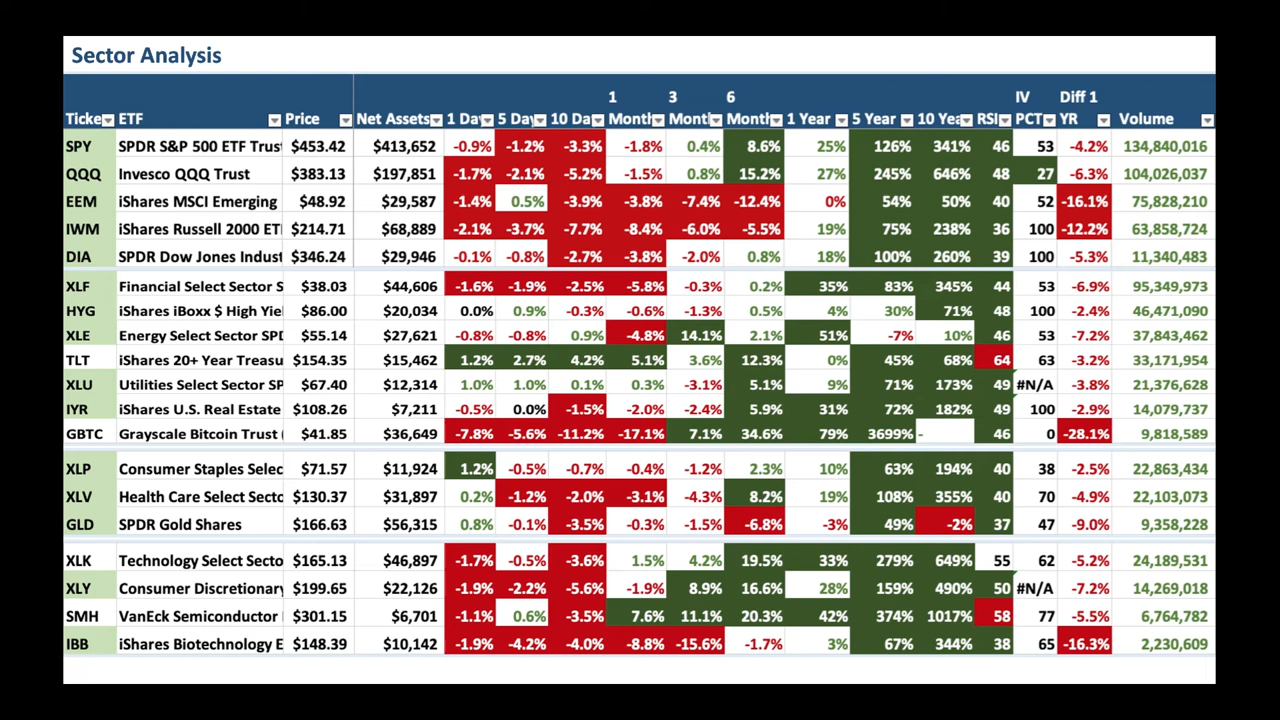 Sector Analysis
1 3 6 IV Diff 1
Ticke ETF Price Net Assets 1 Day 5 Day 10 Da Month Month Month 1 Year 5 Year 10 Yea RSI PCT YR Volume
SPY SPDR S&P 500 ETF Trus $453.42 $413,652 -0.9% -1.2% -3.3% -1.8% 0.4% 8.6% 25% 126% 341% 46 53 -4.2% 134,840,016
QQQ Invesco QQQ Trust $383.13 $197,851 -1.7% -2.1% -5.2% -1.5% 0.8% 15.2% 27% 245% 646% 48 27 -6.3% 104,026,037
EEM iShares MSCI Emerging $48.92 $29,587 -1.4% 0.5% -3.9% -3.8% -7.4% -12.4% 0% 54% 50% 40 52 -16.1% 75,828,210
IWM iShares Russell 2000 ETI $214.71 $68,889 -2.1% -3.7% -7.7% -8.4% -6.0% -5.5% 19% 75% 238% 36 100 -12.2% 63,858,724
DIA SPDR Dow Jones Indust $346.24 $29,946 -0.1% -0.8% -2.7% -3.8% -2.0% 0.8% 18% 100% 260% 39 100 -5.3% 11,340,483
XLF Financial Select Sector S $38.03 $44,606 -1.6% -1.9% -2.5% -5.8% -0.3% 0.2% 35% 83% 345% 44 53 -6.9% 95,349,973
HYG iShares iBoxx $ High Yie $86.00 $20,034 0.0% 0.9% -0.3% -0.6% -1.3% 0.5% 4% 30% 71% 48 100 -2.4% 46,471,090
XLE Energy Select Sector SPD $55.14 $27,621 -0.8% -0.8% 0.9% -4.8% 14.1% 2.1% 51% -7% 10% 46 53 -7.2% 37,843,462
TLT iShares 20+ Year Treasu $154.35 $15,462 1.2% 2.7% 4.2% 5.1% 3.6% 12.3% 0% 45% 68% 64 63 -3.2% 33,171,954
XLU Utilities Select Sector SP $67.40 $12,314 1.0% 1.0% 0.1% 0.3% -3.1% 5.1% 9% 71% 173% 49 #N/A -3.8% 21,376,628
IYR iShares U.S. Real Estate $108.26 $7,211 -0.5% 0.0% -1.5% -2.0% -2.4% 5.9% 31% 72% 182% 49 100 -2.9% 14,079,737
GBTC Grayscale Bitcoin Trust ( $41.85 $36,649 -7.8% -5.6% -11.2% -17.1% 7.1% 34.6% 79% 3699% - 46 0 -28.1% 9,818,589
XLP Consumer Staples Selec $71.57 $11,924 1.2% -0.5% -0.7% -0.4% -1.2% 2.3% 10% 63% 194% 40 38 -2.5% 22,863,434
XLV Health Care Select Secto $130.37 $31,897 0.2% -1.2% -2.0% -3.1% -4.3% 8.2% 19% 108% 355% 40 70 -4.9% 22,103,073
GLD SPDR Gold Shares $166.63 $56,315 0.8% -0.1% -3.5% -0.3% -1.5% -6.8% -3% 49% -2% 37 47 -9.0% 9,358,228
XLK Technology Select Secto $165.13 $46,897 -1.7% -0.5% -3.6% 1.5% 4.2% 19.5% 33% 279% 649% 55 62 -5.2% 24,189,531
XLY Consumer Discretionary $199.65 $22,126 -1.9% -2.2% -5.6% -1.9% 8.9% 16.6% 28% 159% 490% 50 #N/A -7.2% 14,269,018
SMH VanEck Semiconductor $301.15 $6,701 -1.1% 0.6% -3.5% 7.6% 11.1% 20.3% 42% 374% 1017% 58 77 -5.5% 6,764,782
IBB iShares Biotechnology E $148.39 $10,142 -1.9% -4.2% -4.0% -8.8% -15.6% -1.7% 3% 67% 344% 38 65 -16.3% 2,230,609